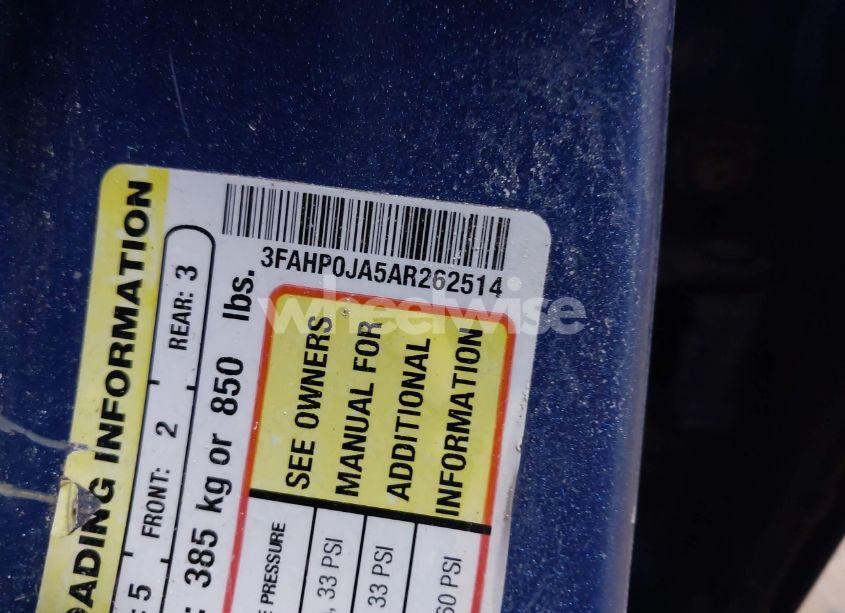 3FAHP0JA5AR262514
wheelwise
ADING INFORMATION
5 FRONT: 2 REAR: 3
: 385 kg or 850 lbs.
SEE OWNERS
MANUAL FOR
ADDITIONAL
INFORMATION
E PRESSURE
, 33 PSI
, 33 PSI
60 PSI